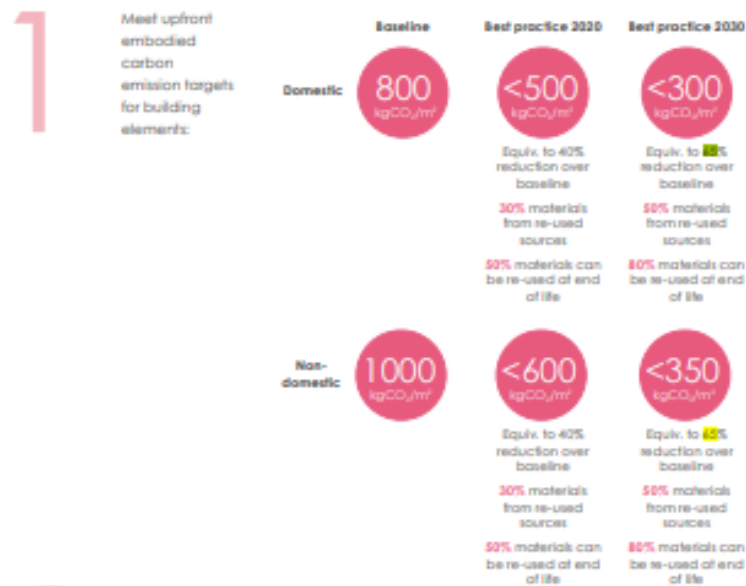 1
Meet upfront
embodied
carbon
emission targets
for building
elements:
Baseline
Best practice 2020
Best practice 2030
Domestic
800
kgCO₂/m²
<500
kgCO₂/m²
<300
kgCO₂/m²
Equiv. to 40%
reduction over
baseline
30% materials
from re-used
sources
50% materials can
be re-used at end
of life
Equiv. to 65%
reduction over
baseline
50% materials
from re-used
sources
80% materials can
be re-used at end
of life
Non-
domestic
1000
kgCO₂/m²
<600
kgCO₂/m²
<350
kgCO₂/m²
Equiv. to 40%
reduction over
baseline
30% materials
from re-used
sources
50% materials can
be re-used at end
of life
Equiv. to 65%
reduction over
baseline
50% materials
from re-used
sources
80% materials can
be re-used at end
of life